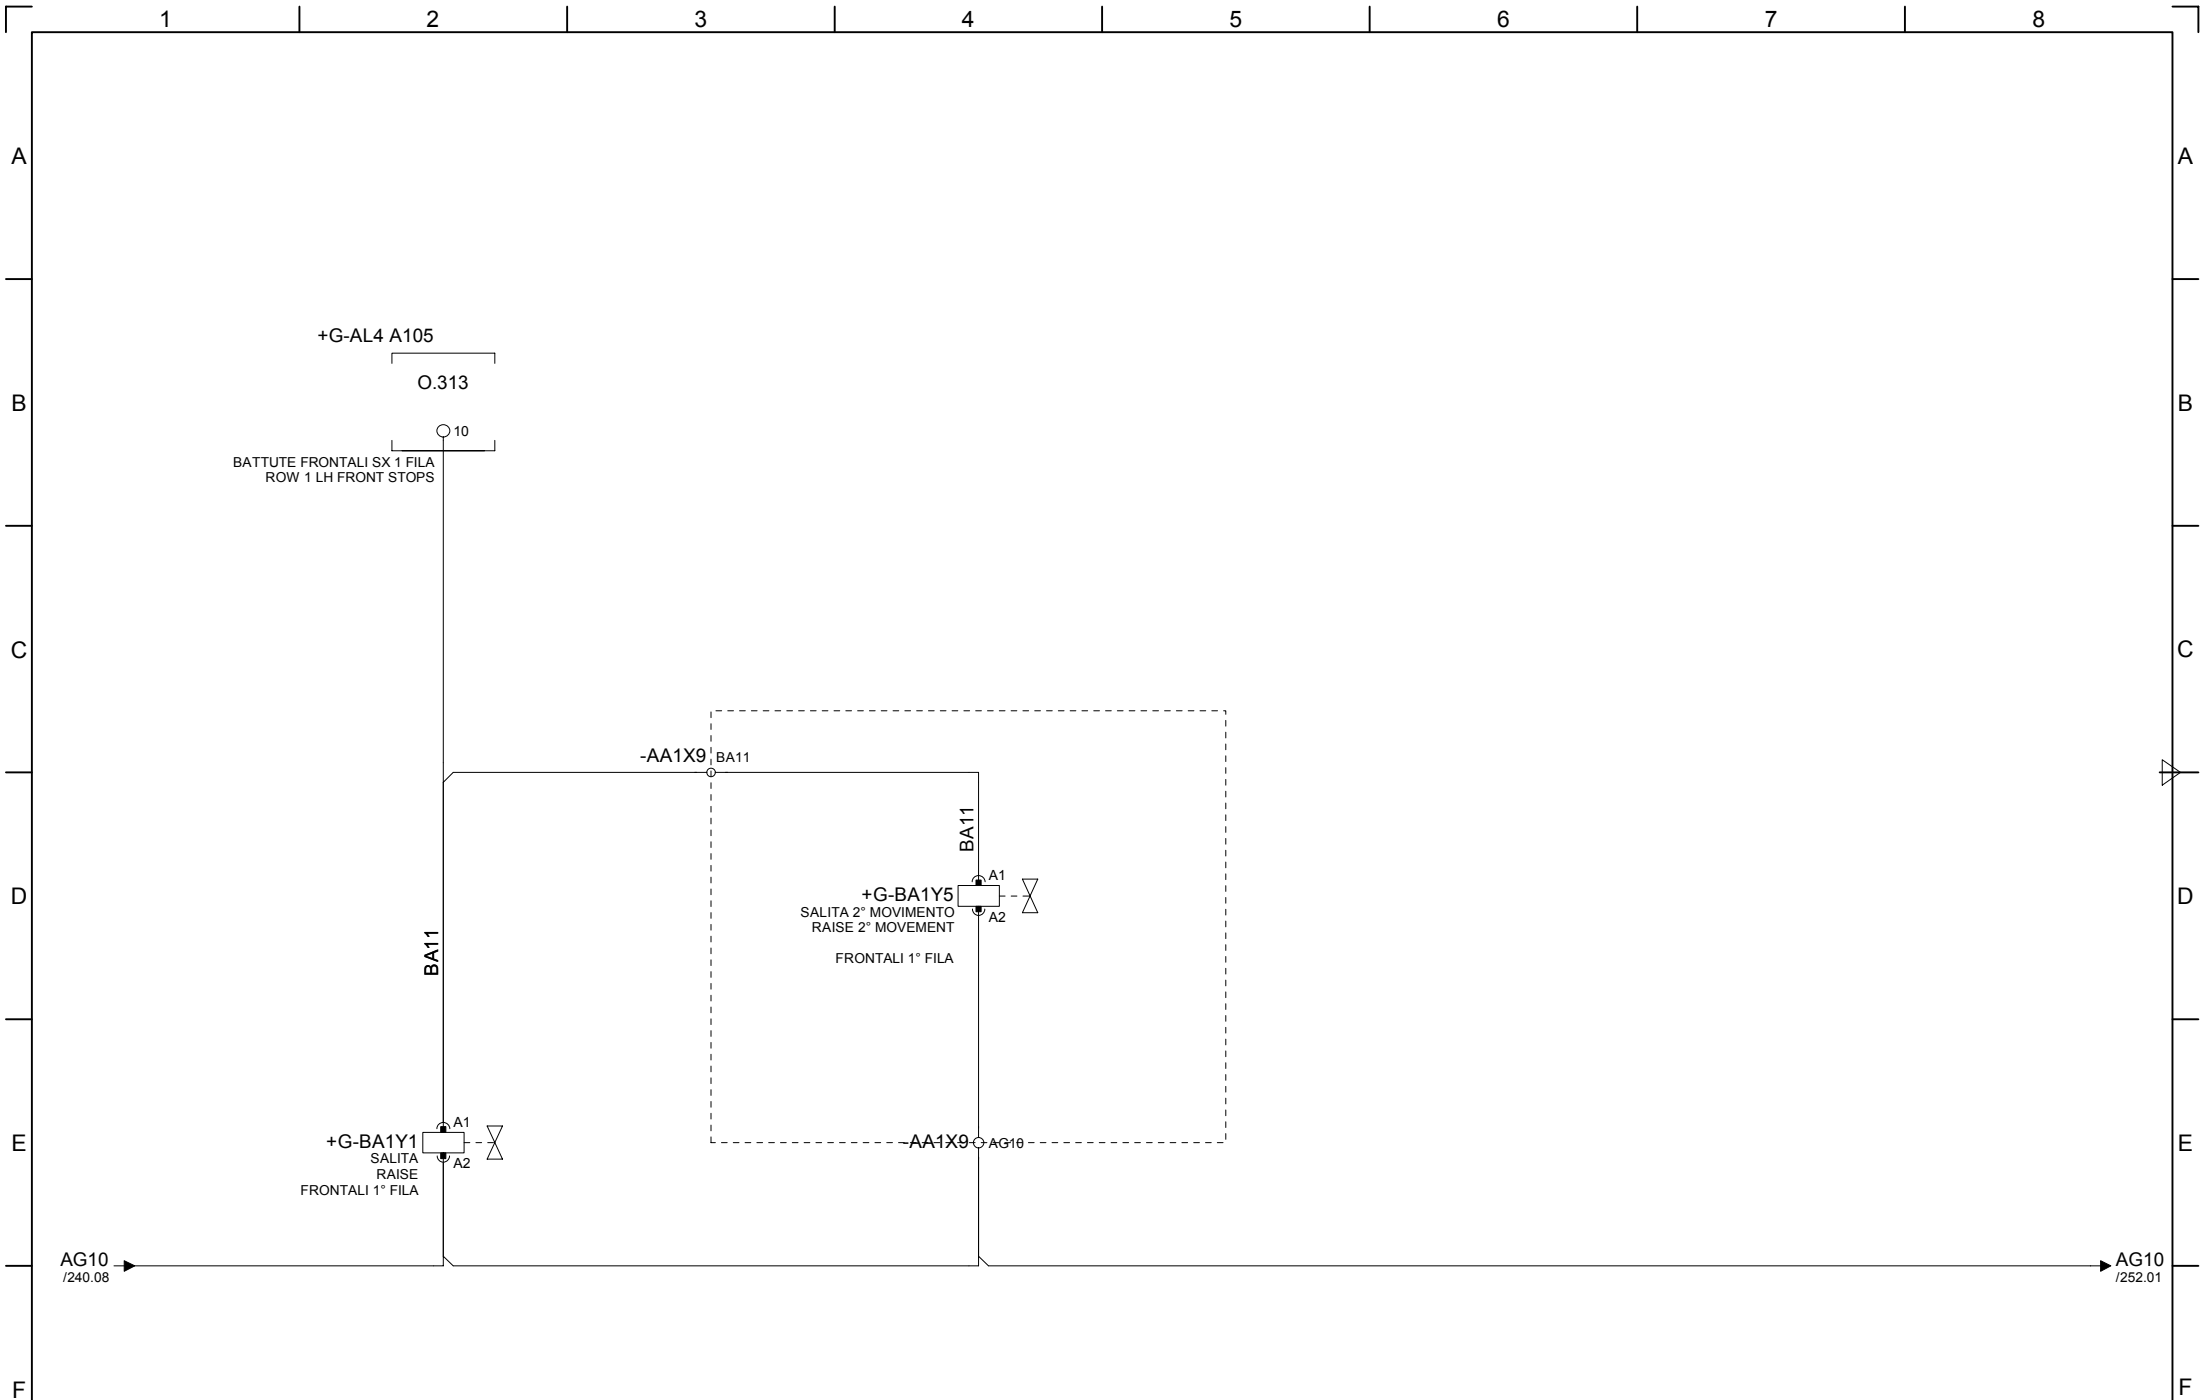 1 2 3 4 5 6 7 8
A A
+G-AL4 A105
O.313
B B
10
BATTUTE FRONTALI SX 1 FILA
ROW 1 LH FRONT STOPS
C C
-AA1X9 BA11
BA11
A1
+G-BA1Y5
D D
SALITA 2° MOVIMENTO
A2
RAISE 2° MOVEMENT
FRONTALI 1° FILA
BA11
A1
+G-BA1Y1
-AA1X9 AG10
E E
SALITA
A2
RAISE
FRONTALI 1° FILA
AG10 AG10
/240.08 /252.01
F F